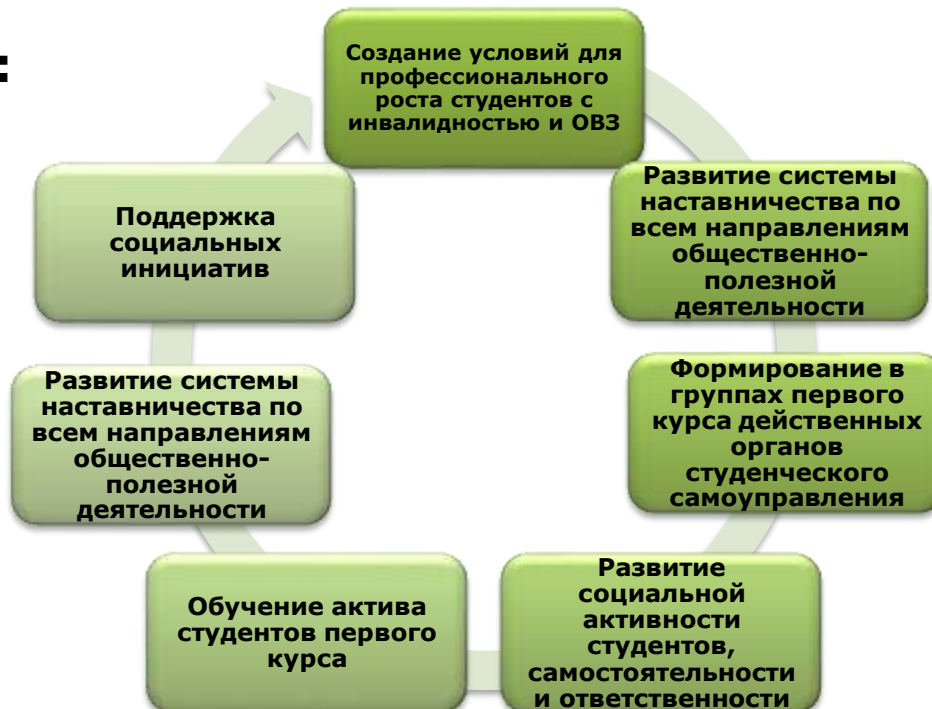 :
Создание условий для
профессионального
роста студентов с
инвалидностью и ОВЗ
Развитие системы
наставничества по
всем направлениям
общественно-
полезной
деятельности
Формирование в
группах первого
курса действенных
органов
студенческого
самоуправления
Развитие
социальной
активности
студентов,
самостоятельности
и ответственности
Обучение актива
студентов первого
курса
Развитие системы
наставничества по
всем направлениям
общественно-
полезной
деятельности
Поддержка
социальных
инициатив